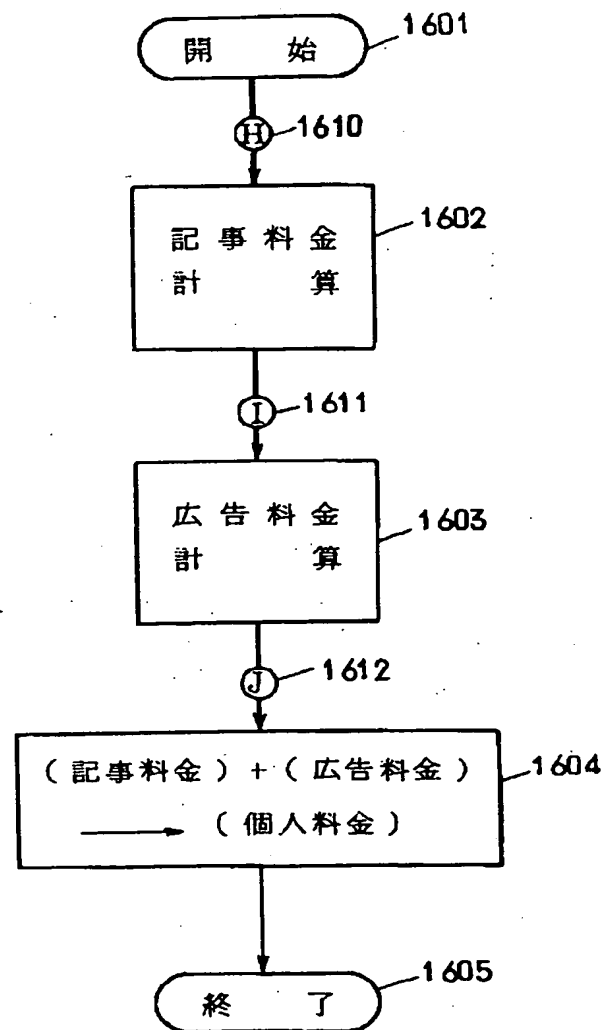 開 始
1601
H
1610
記事料金
計 算
1602
I
1611
広告料金
計 算
1603
J
1612
(記事料金)+(広告料金)
→ (個人料金)
1604
終 了
1605